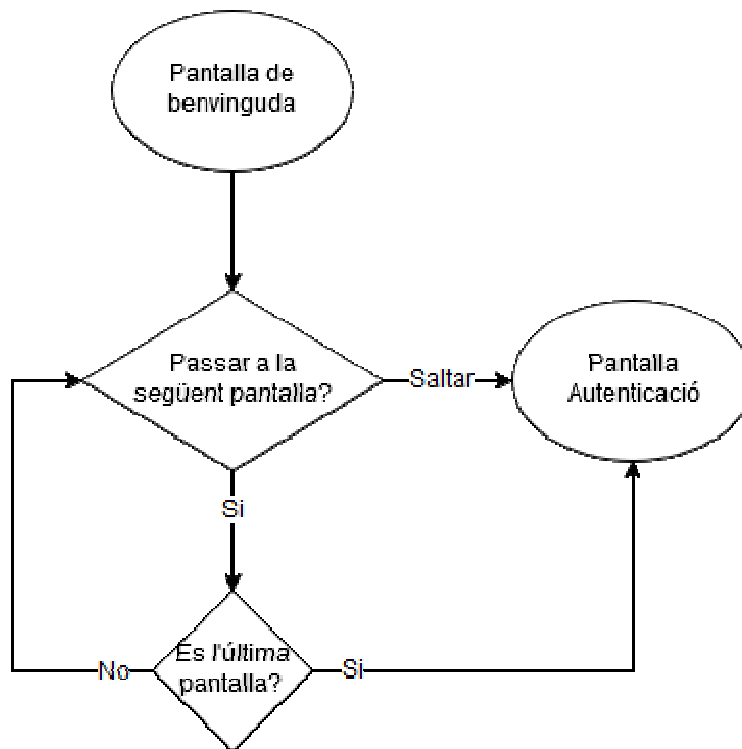 Pantalla de
benvinguda
Passar a la
següent pantalla?
Saltar
Pantalla
Autenticació
Si
Es l'última
pantalla?
No
Si